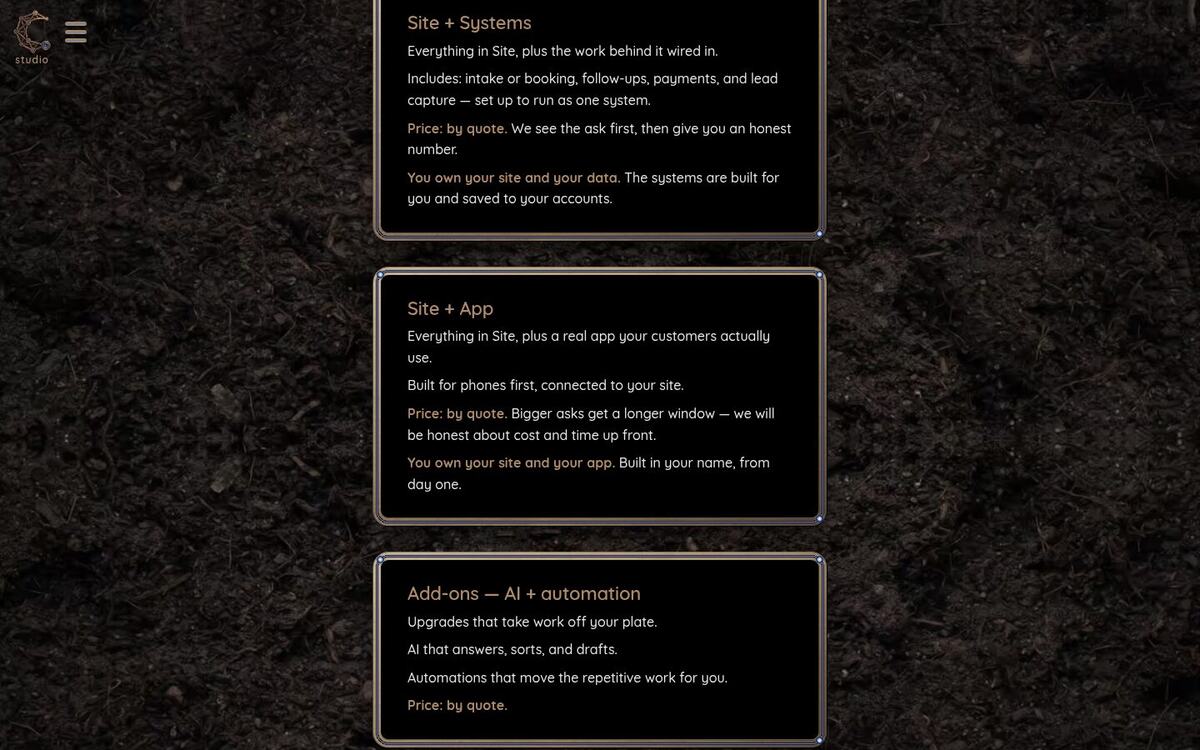 studio
Site + Systems
Everything in Site, plus the work behind it wired in.
Includes: intake or booking, follow-ups, payments, and lead
capture — set up to run as one system.
Price: by quote. We see the ask first, then give you an honest
number.
You own your site and your data. The systems are built for
you and saved to your accounts.
Site + App
Everything in Site, plus a real app your customers actually
use.
Built for phones first, connected to your site.
Price: by quote. Bigger asks get a longer window — we will
be honest about cost and time up front.
You own your site and your app. Built in your name, from
day one.
Add-ons — AI + automation
Upgrades that take work off your plate.
AI that answers, sorts, and drafts.
Automations that move the repetitive work for you.
Price: by quote.